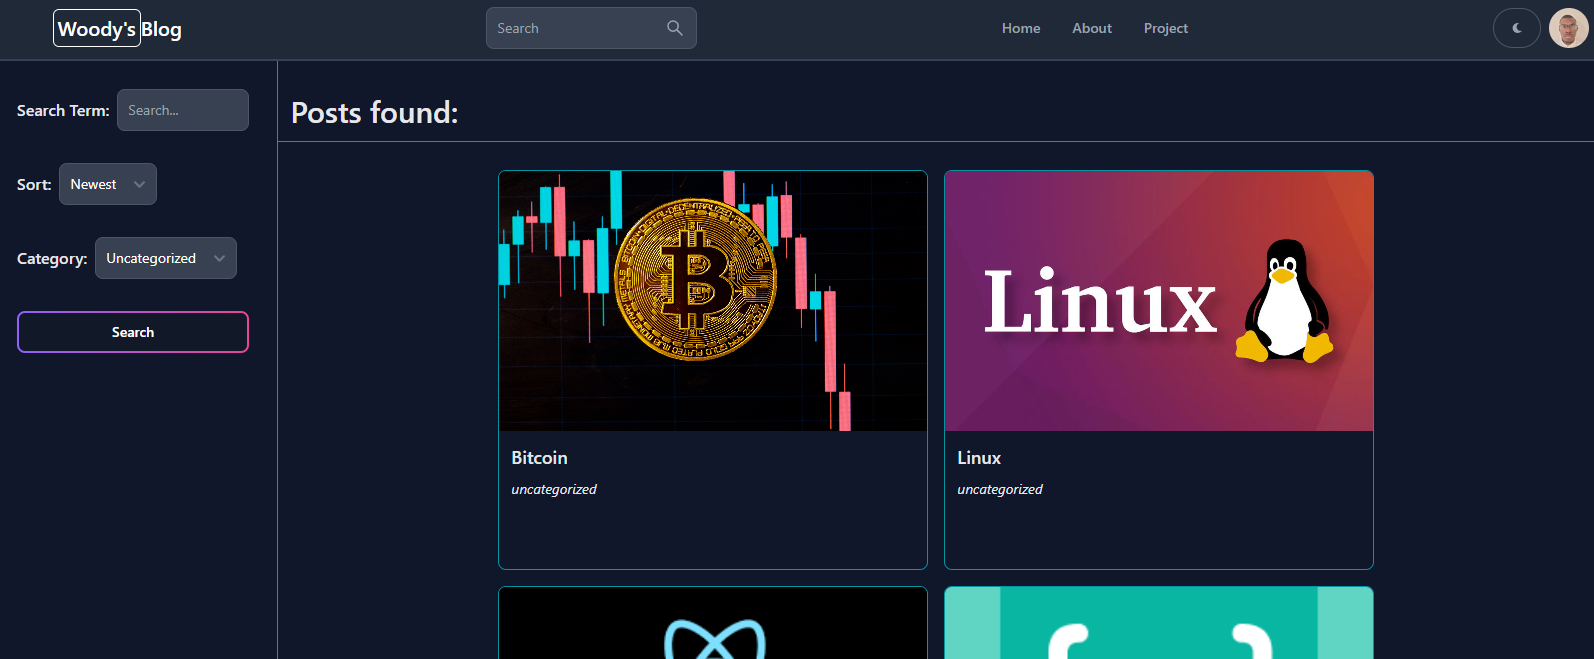 Woody's Blog
Search
Home
About
Project
Search Term:
Search...
Sort:
Newest
Category:
Uncategorized
Search
Posts found:
Linux
Bitcoin
uncategorized
Linux
uncategorized